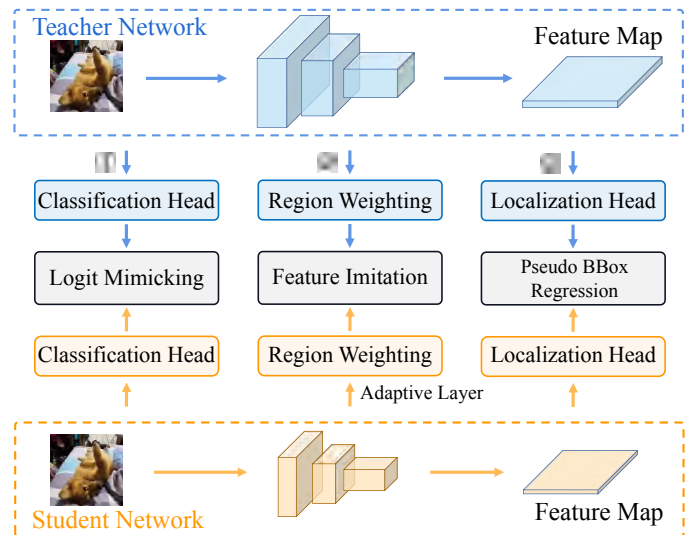 Teacher Network
Feature Map
Classification Head
Region Weighting
Localization Head
Logit Mimicking
Feature Imitation
Pseudo BBox
Regression
Classification Head
Region Weighting
Localization Head
Adaptive Layer
Student Network
Feature Map